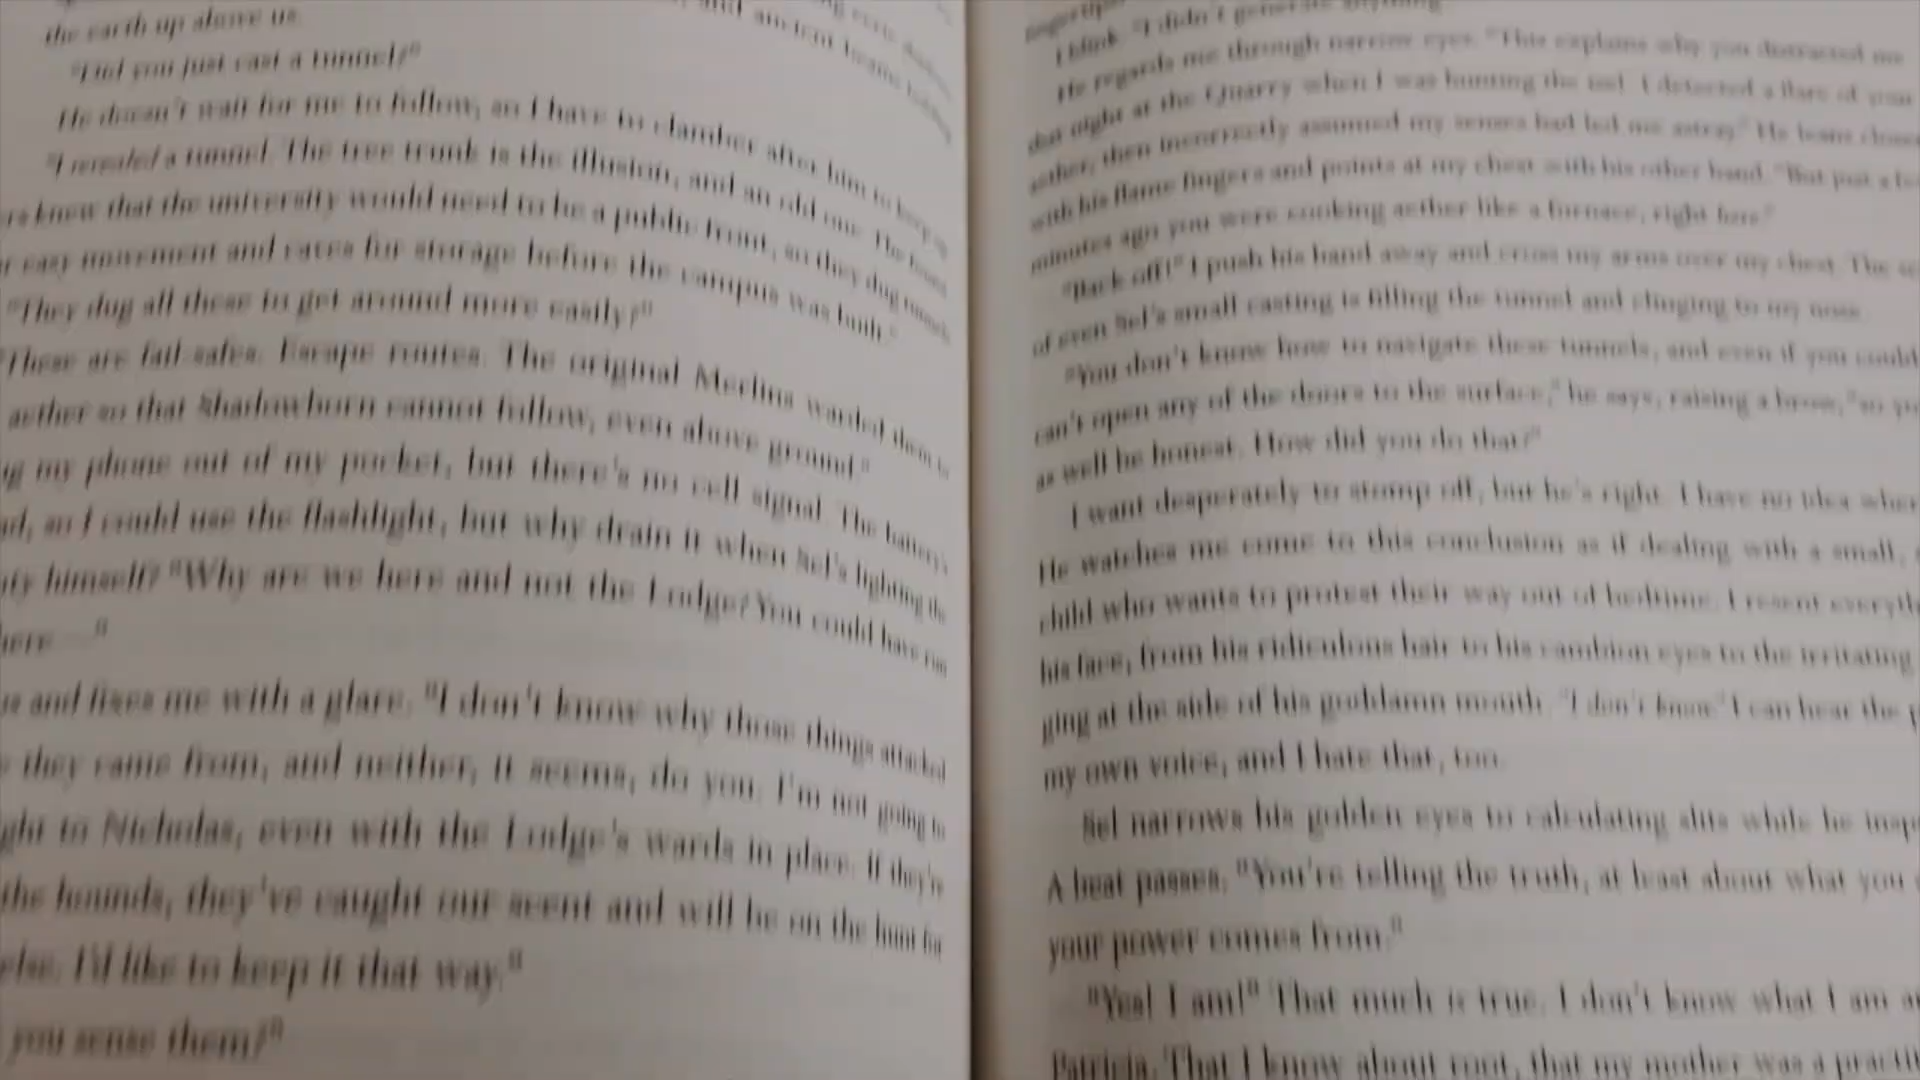 the earth up above us.
"Did you just cast a tunnel?"
He doesn't wait for me to follow, so I have to clamber after him to keep up.
"I revealed a tunnel. The tree trunk is the illusion, and an old one. The
knew that the university would need to be a public front, so they dug tunnels
easy movement and caves for storage before the campus was built."
"They dug all these to get around more easily?"
"These are fail-safes. Escape routes. The original Merlins warded them in
aether so that Shadowborn cannot follow, even above ground."
my phone out of my pocket, but there's no cell signal. The battery's
so I could use the flashlight, but why drain it when Sel's lighting the
himself? "Why are we here and not the Lodge? You could have run
here—"
and fixes me with a glare. "I don't know why those things attacked
they came from, and neither, it seems, do you. I'm not going to
to Nicholas, even with the Lodge's wards in place. If they're
the hounds, they've caught our scent and will be on the hunt for
else. I'd like to keep it that way."
you sense them?"
I blink. "I didn't generate anything
He regards me through narrow eyes. "This explains why you distracted me
that night at the Quarry when I was hunting the isel. I detected a flare of your
aether, then incorrectly assumed my senses had led me astray." He leans closer
with his flame fingers and points at my chest with his other hand. "But just a few
minutes ago you were cooking aether like a furnace, right here."
"Back off!" I push his hand away and cross my arms over my chest. The
of even Sel's small casting is filling the tunnel and clinging to my nose.
"You don't know how to navigate these tunnels, and even if you could
can't open any of the doors to the surface," he says, raising a brow, "so you
as well be honest. How did you do that?"
I want desperately to stomp off, but he's right. I have no idea
He watches me come to this conclusion as if dealing with a small,
child who wants to protest their way out of bedtime. I resent
his face, from his ridiculous hair to his cambion eyes to the irritating
ging at the side of his goddamn mouth. "I don't know." I can hear the
my own voice, and I hate that, too.
Sel narrows his golden eyes to calculating slits while he
A beat passes. "You're telling the truth, at least about what you
your power comes from."
"Yes! I am!" That much is true. I don't know what I am
Patricia. That I know about root, that my mother was a